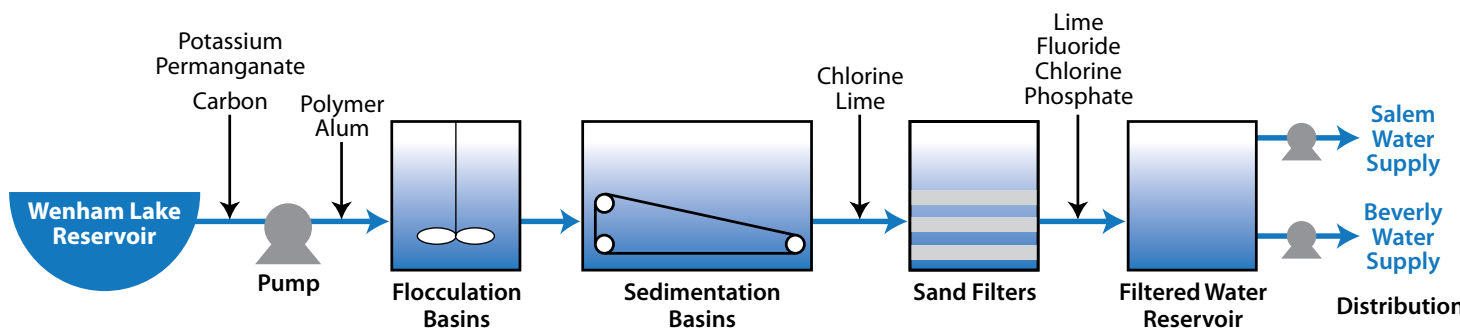 Potassium
Permanganate
Carbon
Polymer
Alum
Chlorine
Lime
Lime
Fluoride
Chlorine
Phosphate
Salem
Water
Supply
Beverly
Water
Supply
Wenham Lake
Reservoir
Pump
Flocculation
Basins
Sedimentation
Basins
Sand Filters
Filtered Water
Reservoir
Distribution